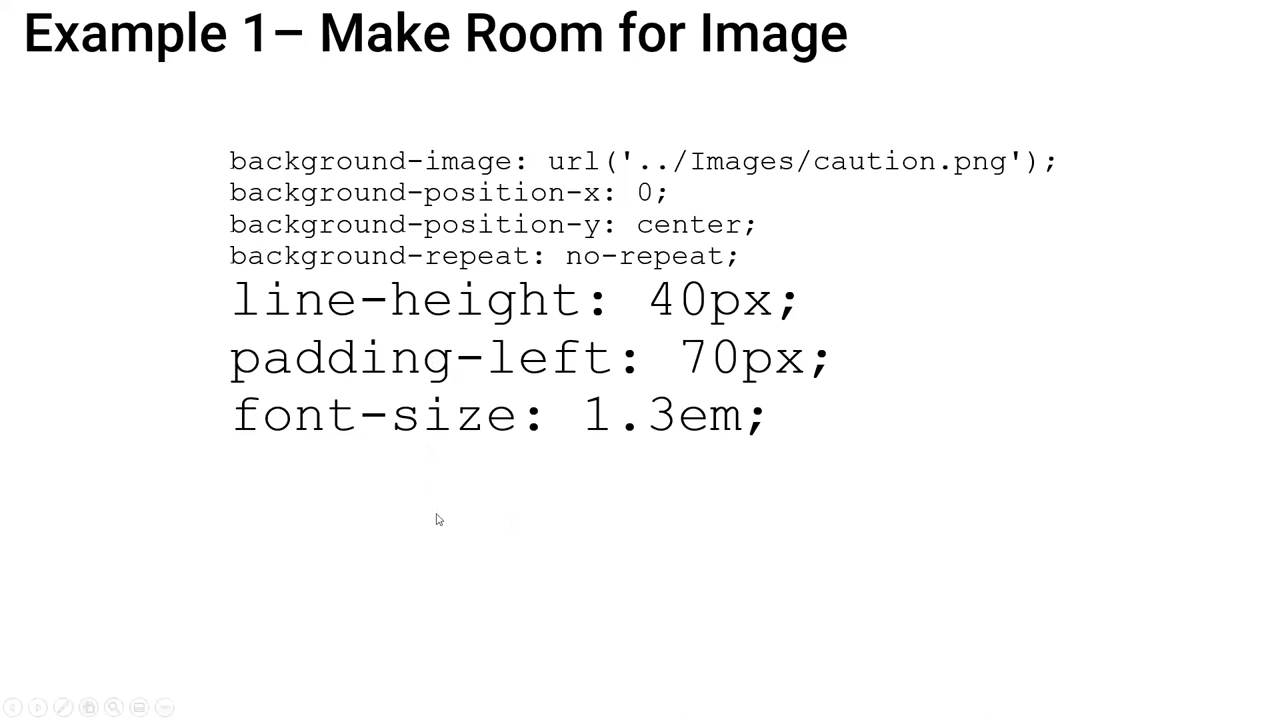 Example 1– Make Room for Image
background-image: url('../Images/caution.png');
background-position-x: 0;
background-position-y: center;
background-repeat: no-repeat;
line-height: 40px;
padding-left: 70px;
font-size: 1.3em;